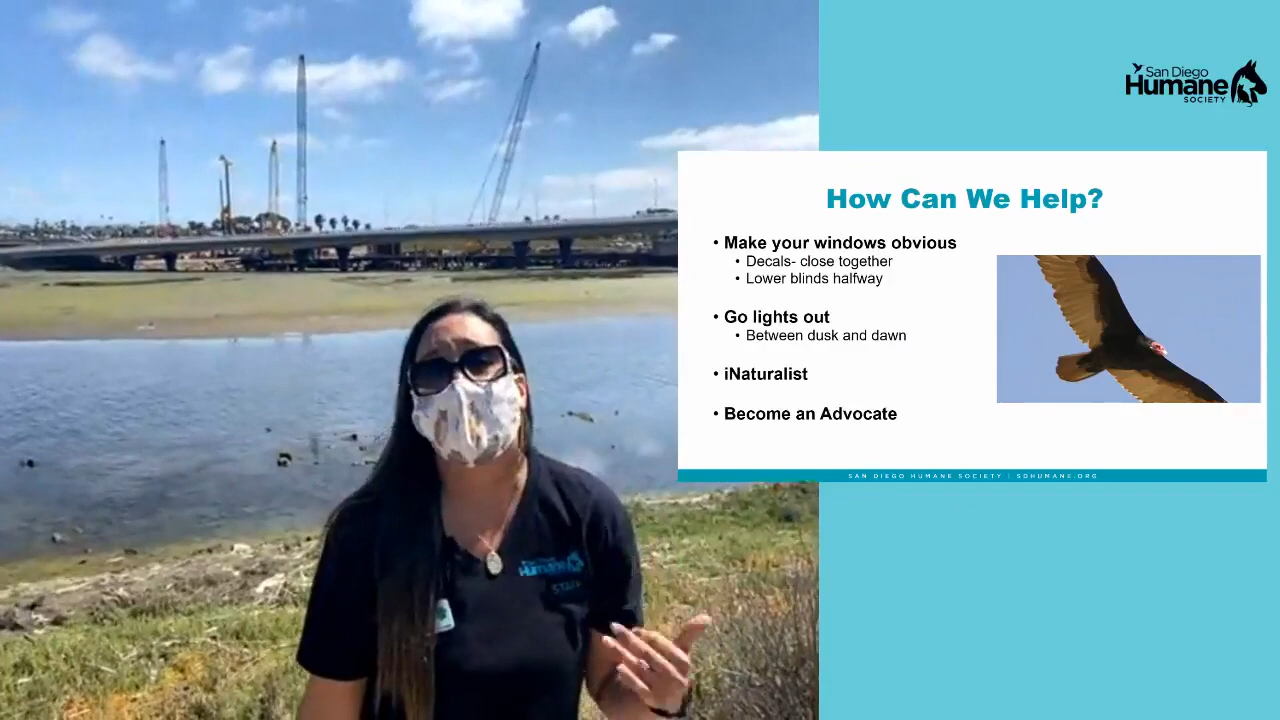 San Diego
Humane
SOCIETY
How Can We Help?
• Make your windows obvious
• Decals- close together
• Lower blinds halfway
• Go lights out
• Between dusk and dawn
• iNaturalist
• Become an Advocate
SAN DIEGO HUMANE SOCIETY | SDHUMANE.ORG
Humane
STAFF